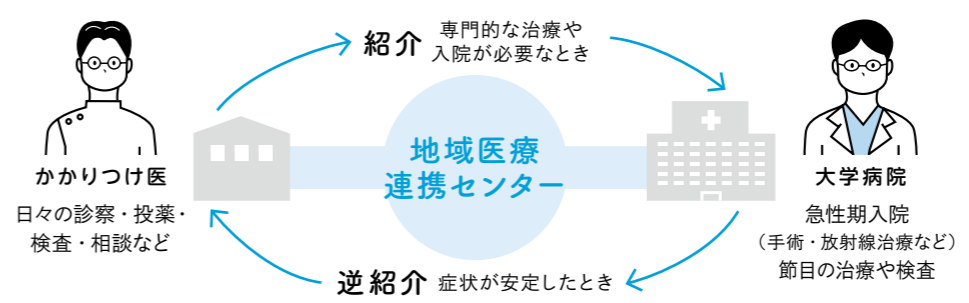 紹介
専門的な治療や
入院が必要なとき
かかりつけ医
日々の診察・投薬・
検査・相談など
地域医療
連携センター
大学病院
急性期入院
（手術・放射線治療など）
節目の治療や検査
逆紹介
症状が安定したとき